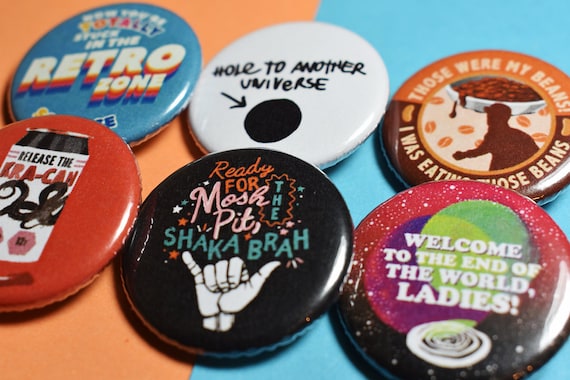 NOW YOU'RE
TOTALLY
STUCK IN THE
RETRO
ZONE
HOLE TO ANOTHER
UNIVERSE
THOSE WERE MY BEANS!
I WAS EATING THOSE BEANS
RELEASE THE
KRA-CAN
12%
Ready
FOR THE
Mosh
Pit,
SHAKA BRAH
WELCOME
TO THE END OF
THE WORLD,
LADIES!